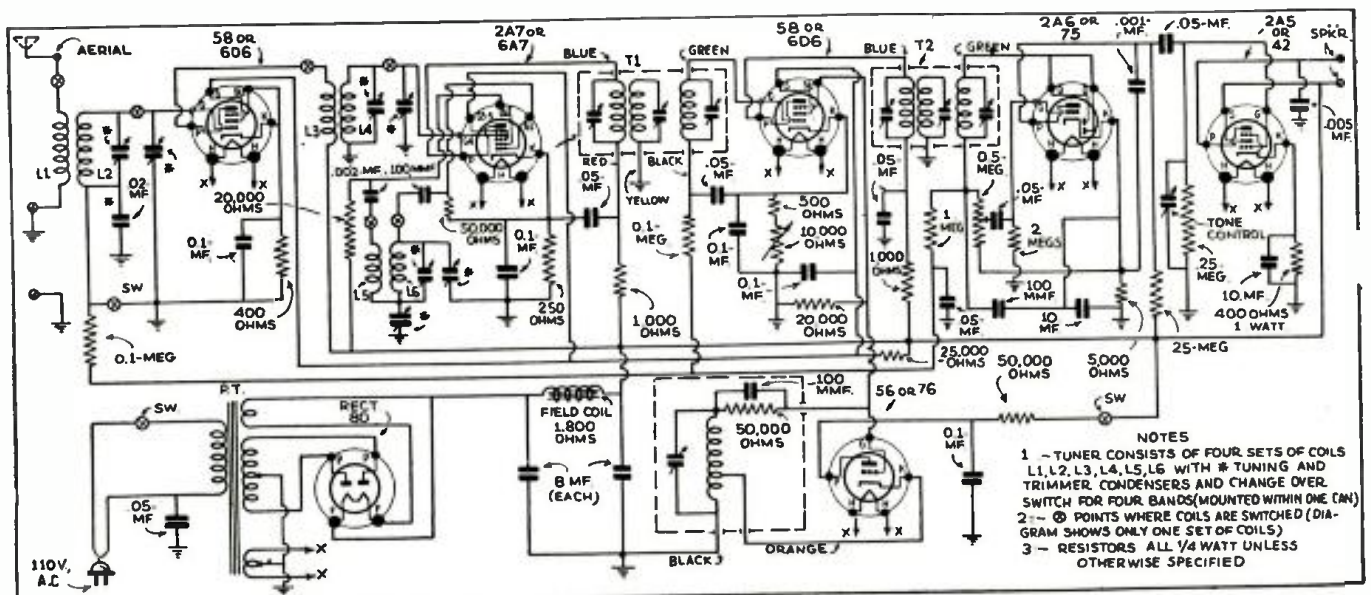 AERIAL
58 OR
6D6
2A7 OR
6A7
BLUE
T1
GREEN
58 OR
6D6
BLUE
T2
GREEN
2A6 OR
75
.001-
MF.
.05-MF.
2A5
OR
42
SPKR.
L1
L2
.02-
MF
20,000
OHMS
L3
L4
.002-MF.
.100 MMF.
RED
BLACK
.05-
MF
YELLOW
.05-
MF
500
OHMS
.05-
MF
0.5-
MEG
.05-
MF
.005
MF.
0.1-
MF.
SW
400
OHMS
50,000
OHMS
0.1-
MF
L5
L6
250
OHMS
0.1-
MEG
1,000
OHMS
10,000
OHMS
0.1-
MF
0.1-
MF
20,000
OHMS
1,000
OHMS
1
MEG
2
MEGS
.05
MF
100
MMF
10
MF
5,000
OHMS
TONE
CONTROL
.25-
MEG
10. MF.
400 OHMS
1 WATT
.25-MEG
0.1-MEG
25,000
OHMS
50,000
OHMS
SW
P.T.
SW
RECT
80
FIELD COIL
1,800
OHMS
8 MF.
(EACH)
.100
MMF.
50,000
OHMS
56 OR 76
0.1-
MF
.05-
MF
110V,
A.C
BLACK
ORANGE
NOTES
1 - TUNER CONSISTS OF FOUR SETS OF COILS
L1, L2, L3, L4, L5, L6 WITH * TUNING AND
TRIMMER CONDENSERS AND CHANGE OVER
SWITCH FOR FOUR BANDS (MOUNTED WITHIN ONE CAN)
2 - ⊗ POINTS WHERE COILS ARE SWITCHED (DIA-
GRAM SHOWS ONLY ONE SET OF COILS)
3 - RESISTORS ALL 1/4 WATT UNLESS
OTHERWISE SPECIFIED